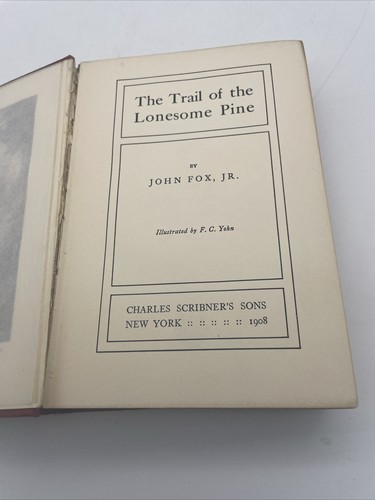 The Trail of the
Lonesome Pine
BY
JOHN FOX, JR.
Illustrated by F. C. Yohn
CHARLES SCRIBNER'S SONS
NEW YORK :: :: :: :: :: 1908